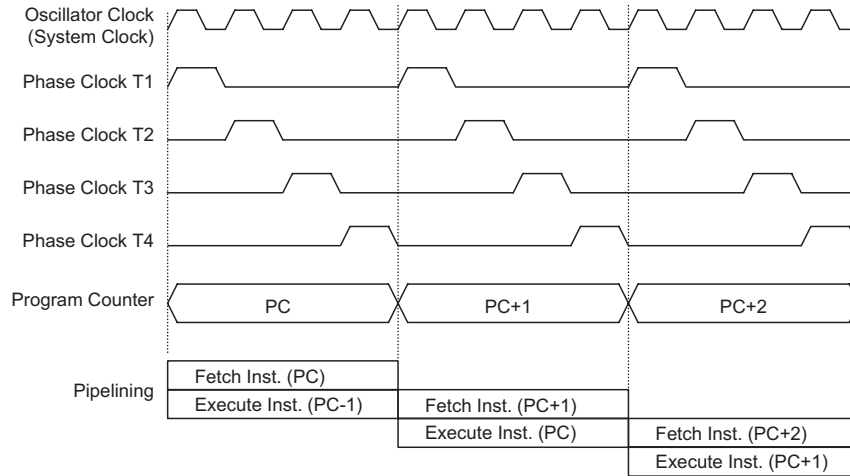 Oscillator Clock
(System Clock)
Phase Clock T1
Phase Clock T2
Phase Clock T3
Phase Clock T4
Program Counter
PC
PC+1
PC+2
Pipelining
Fetch Inst. (PC)
Execute Inst. (PC-1)
Fetch Inst. (PC+1)
Execute Inst. (PC)
Fetch Inst. (PC+2)
Execute Inst. (PC+1)